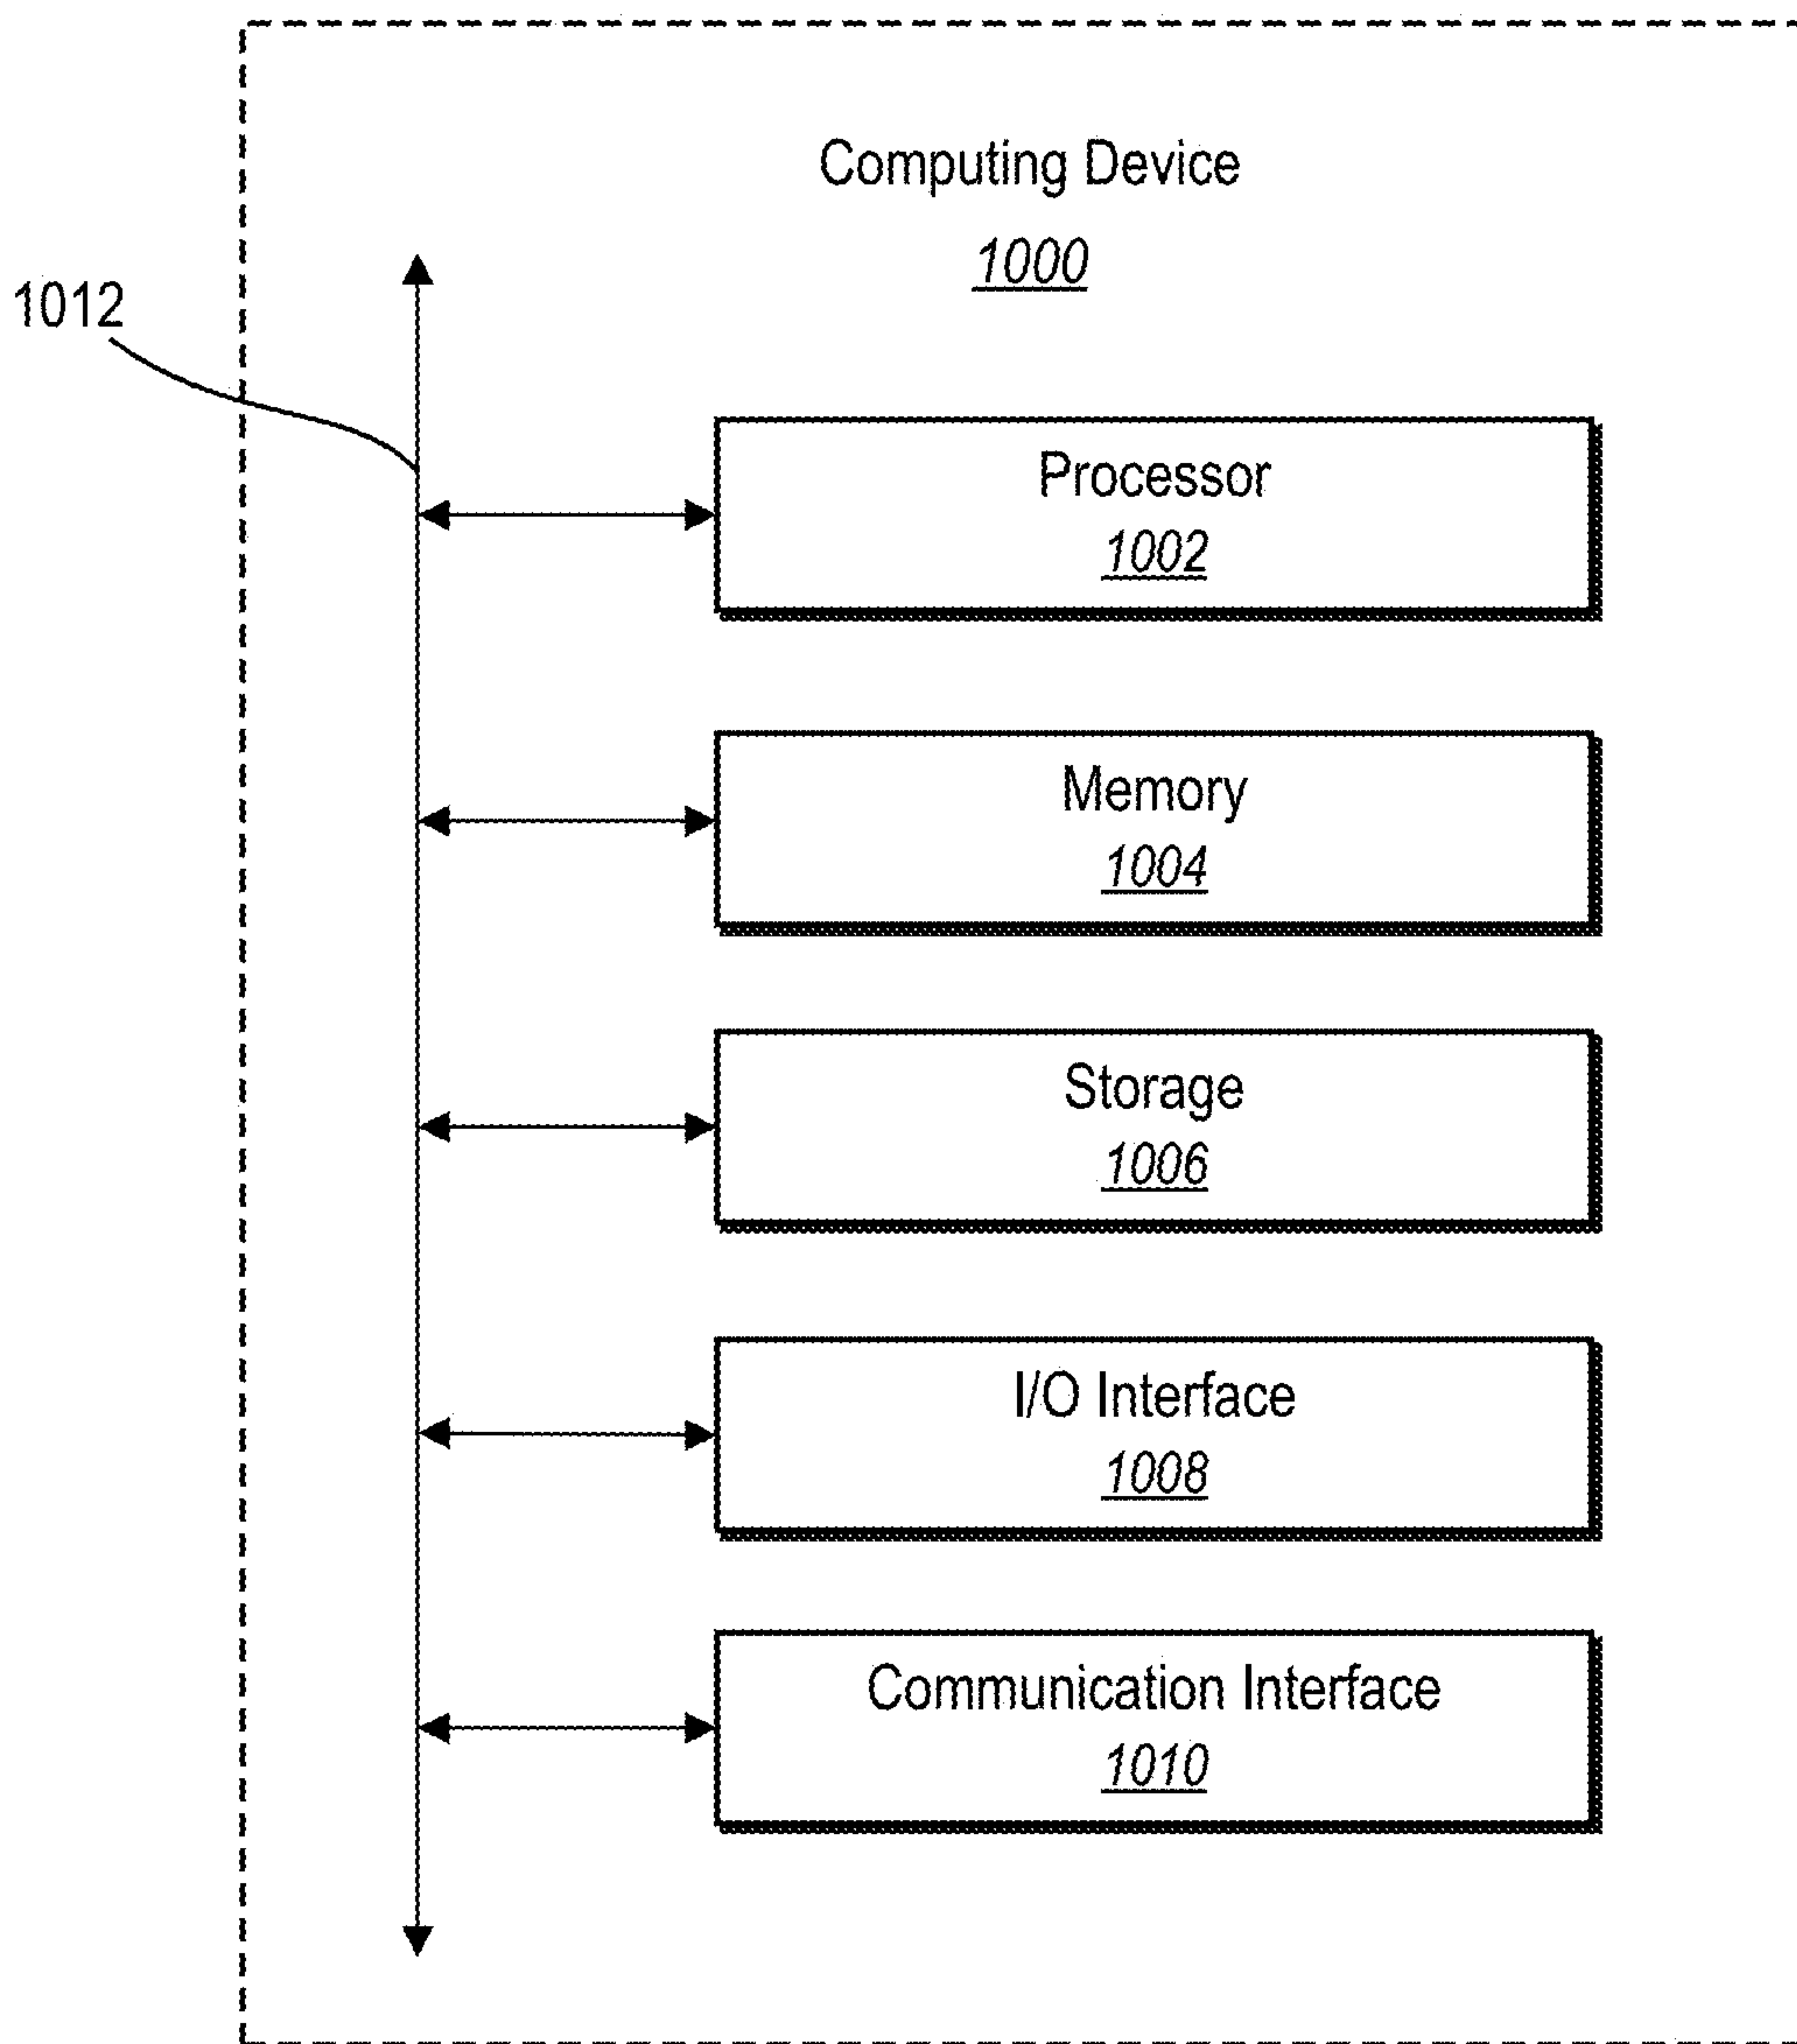 Computing Device
1000
1012
Processor
1002
Memory
1004
Storage
1006
I/O Interface
1008
Communication Interface
1010